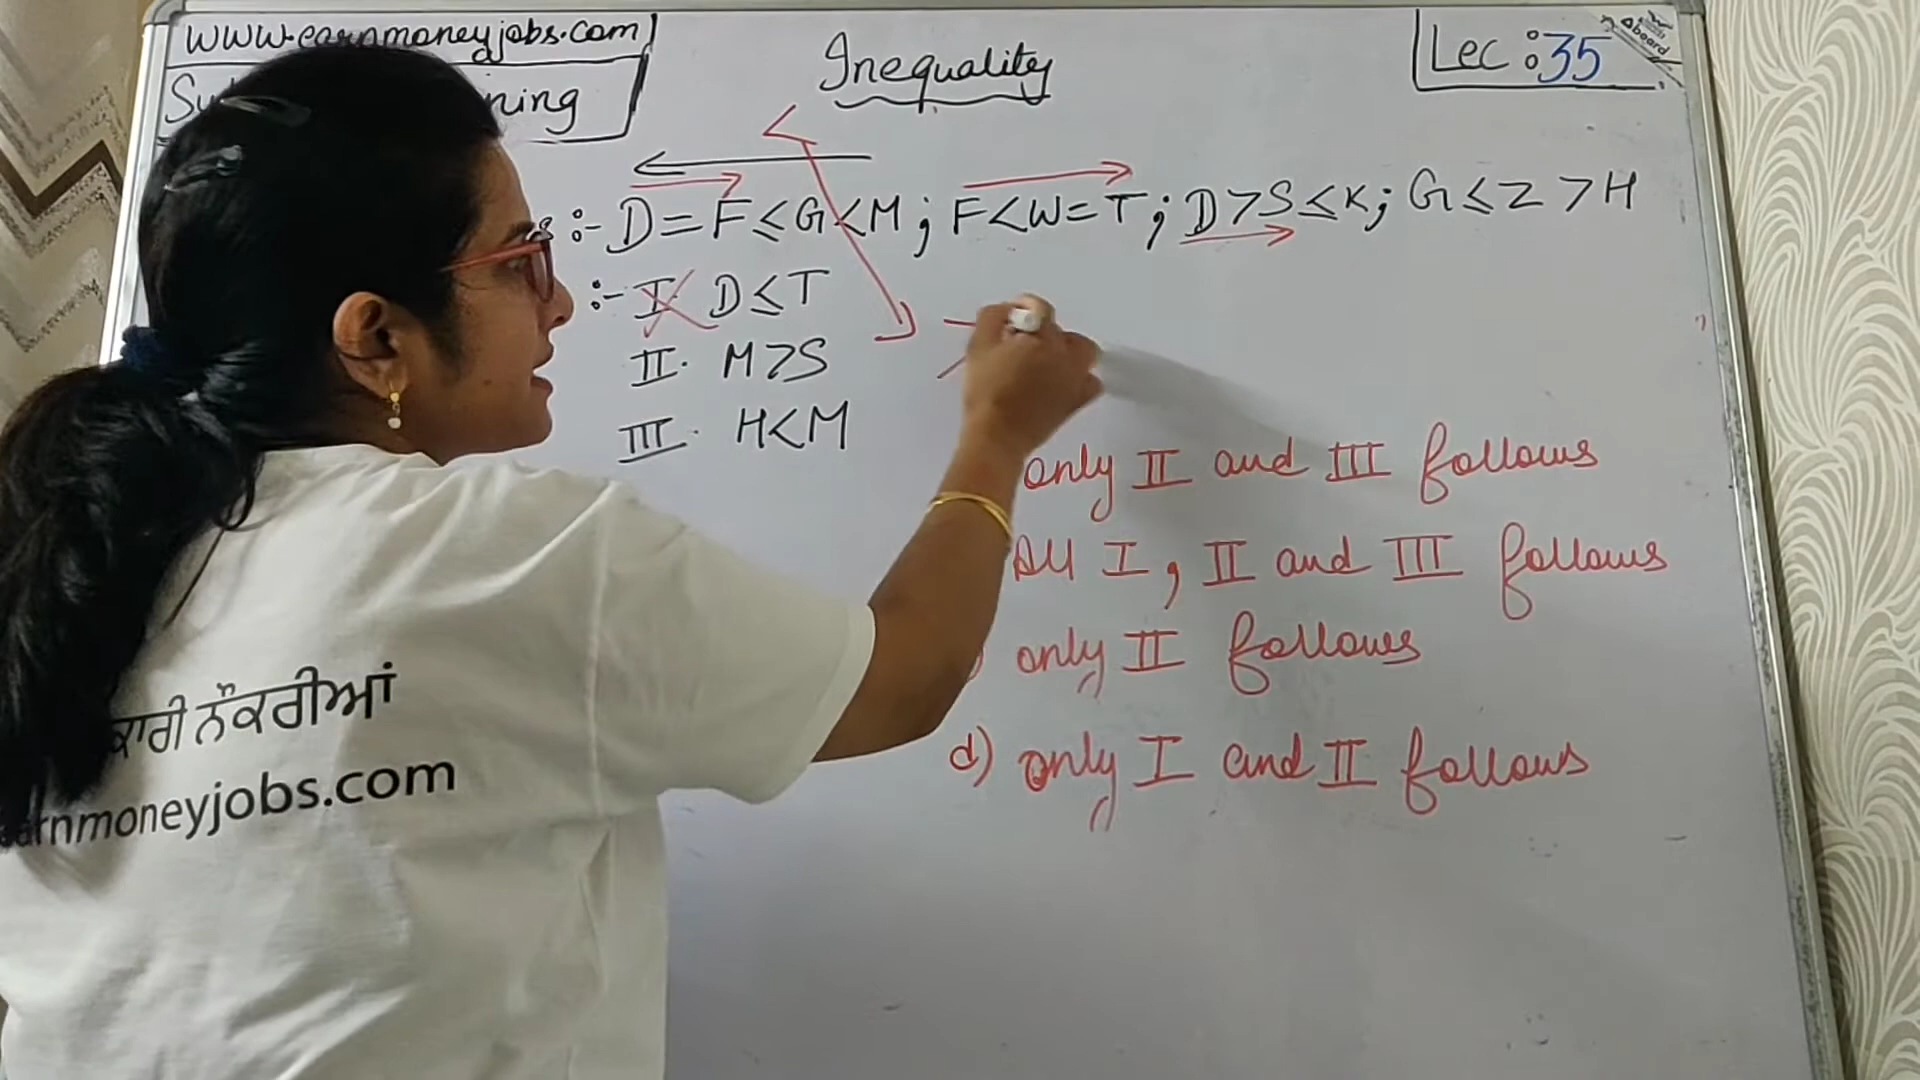 www.earnmoneyjobs.com
Inequality
Lec : 35
:- D = F ≤ G < M ; F < W = T ; D > S ≤ K ; G ≤ Z > H
:- I. D ≤ T
II. M > S
III. H < M
only II and III follows
All I, II and III follows
) only II follows
d) only I and II follows
ਨੌਕਰੀਆਂ
earnmoneyjobs.com